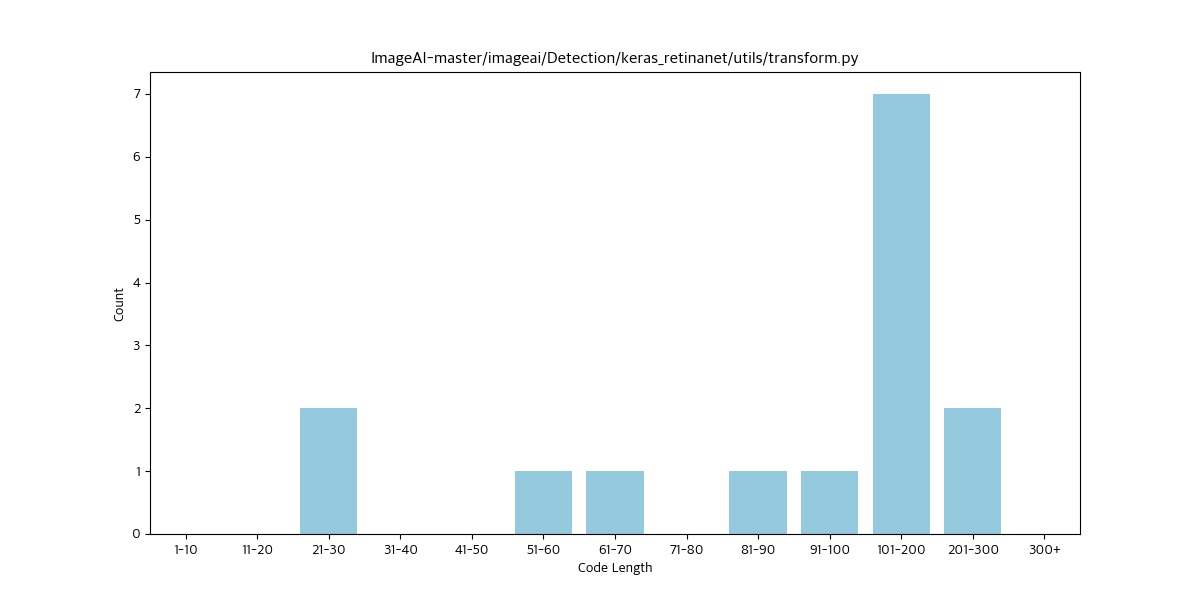 ImageAI-master/imageai/Detection/keras_retinanet/utils/transform.py
7
6
5
4
3
2
1
0
Count
1-10 11-20 21-30 31-40 41-50 51-60 61-70 71-80 81-90 91-100 101-200 201-300 300+
Code Length